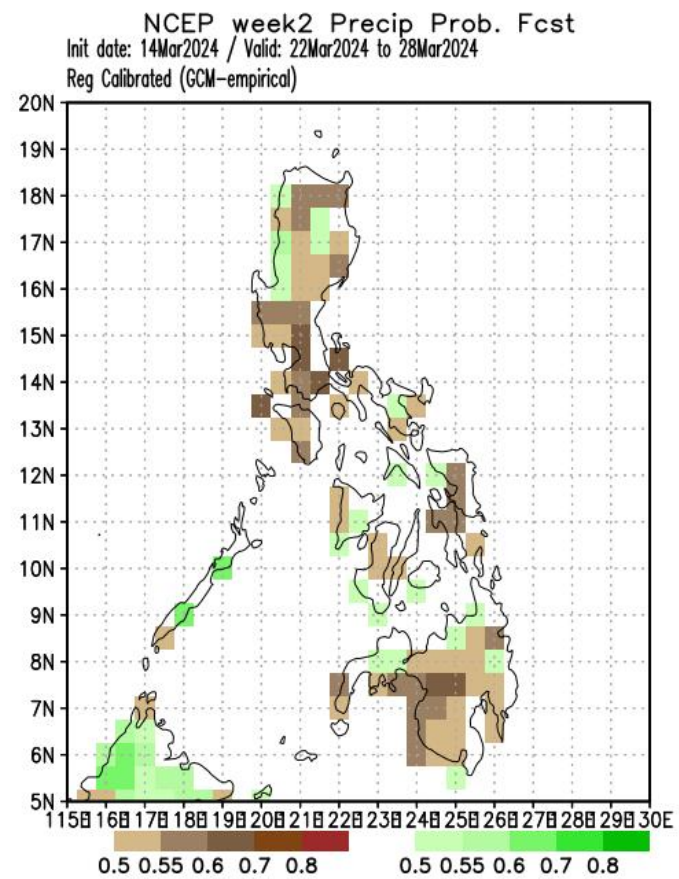 NCEP week2 Precip Prob. Fcst
Init date: 14Mar2024 / Valid: 22Mar2024 to 28Mar2024
Reg Calibrated (GCM-empirical)
20N
19N
18N
17N
16N
15N
14N
13N
12N
11N
10N
9N
8N
7N
6N
5N
115E 116E 117E 118E 119E 120E 121E 122E 123E 124E 125E 126E 127E 128E 129E 130E
0.5 0.55 0.6 0.7 0.8 0.5 0.55 0.6 0.7 0.8